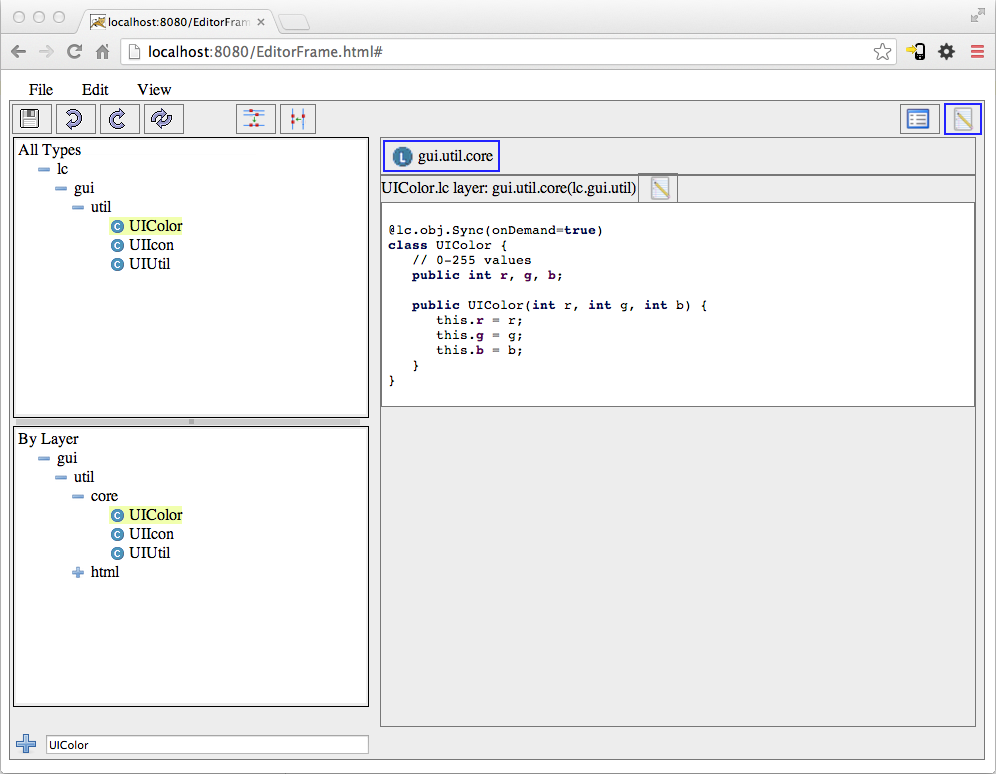 localhost:8080/EditorFram
localhost:8080/EditorFrame.html#
File Edit View
All Types
lc
gui
util
C UIColor
C UIIcon
C UIUtil
By Layer
gui
util
core
C UIColor
C UIIcon
C UIUtil
html
UIColor
L gui.util.core
UIColor.lc layer: gui.util.core(lc.gui.util)
@lc.obj.Sync(onDemand=true)
class UIColor {
// 0-255 values
public int r, g, b;
public UIColor(int r, int g, int b) {
this.r = r;
this.g = g;
this.b = b;
}
}